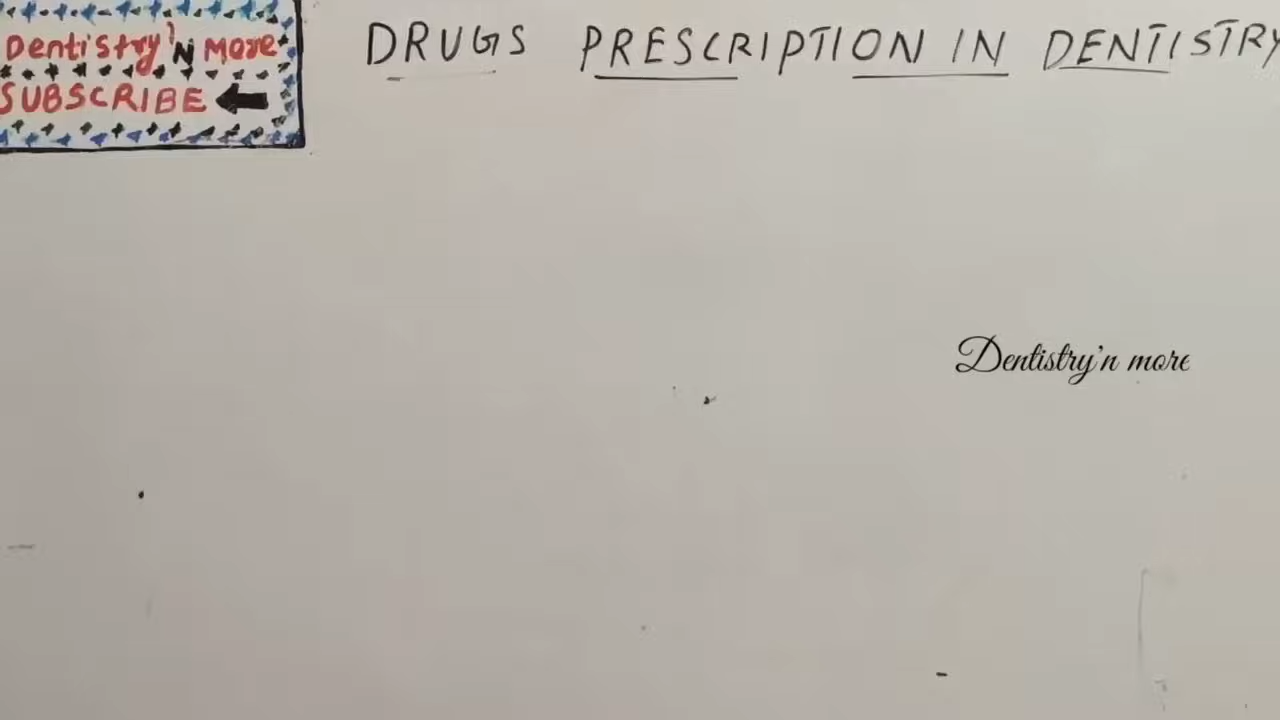 Dentistry'N More
SUBSCRIBE
DRUGS PRESCRIPTION IN DENTISTRY
Dentistry'n more